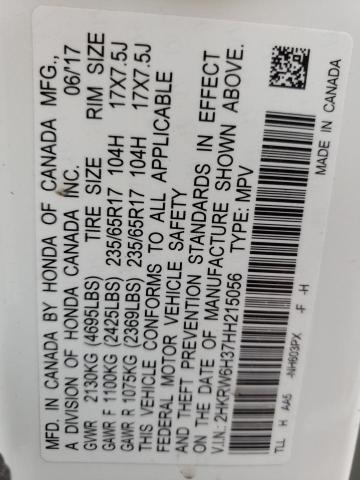 MFD. IN CANADA BY HONDA OF CANADA MFG.,
A DIVISION OF HONDA CANADA INC. 06/17
GVWR 2130KG (4695LBS) TIRE SIZE RIM SIZE
GAWR F 1100KG (2425LBS) 235/65R17 104H 17X7.5J
GAWR R 1075KG (2369LBS) 235/65R17 104H 17X7.5J
THIS VEHICLE CONFORMS TO ALL APPLICABLE
FEDERAL MOTOR VEHICLE SAFETY
AND THEFT PREVENTION STANDARDS IN EFFECT
ON THE DATE OF MANUFACTURE SHOWN ABOVE.
V.I.N.: 2HKRW6H37HH215056 TYPE: MPV
TLL H AA5 -NH603PX -F -H
MADE IN CANADA